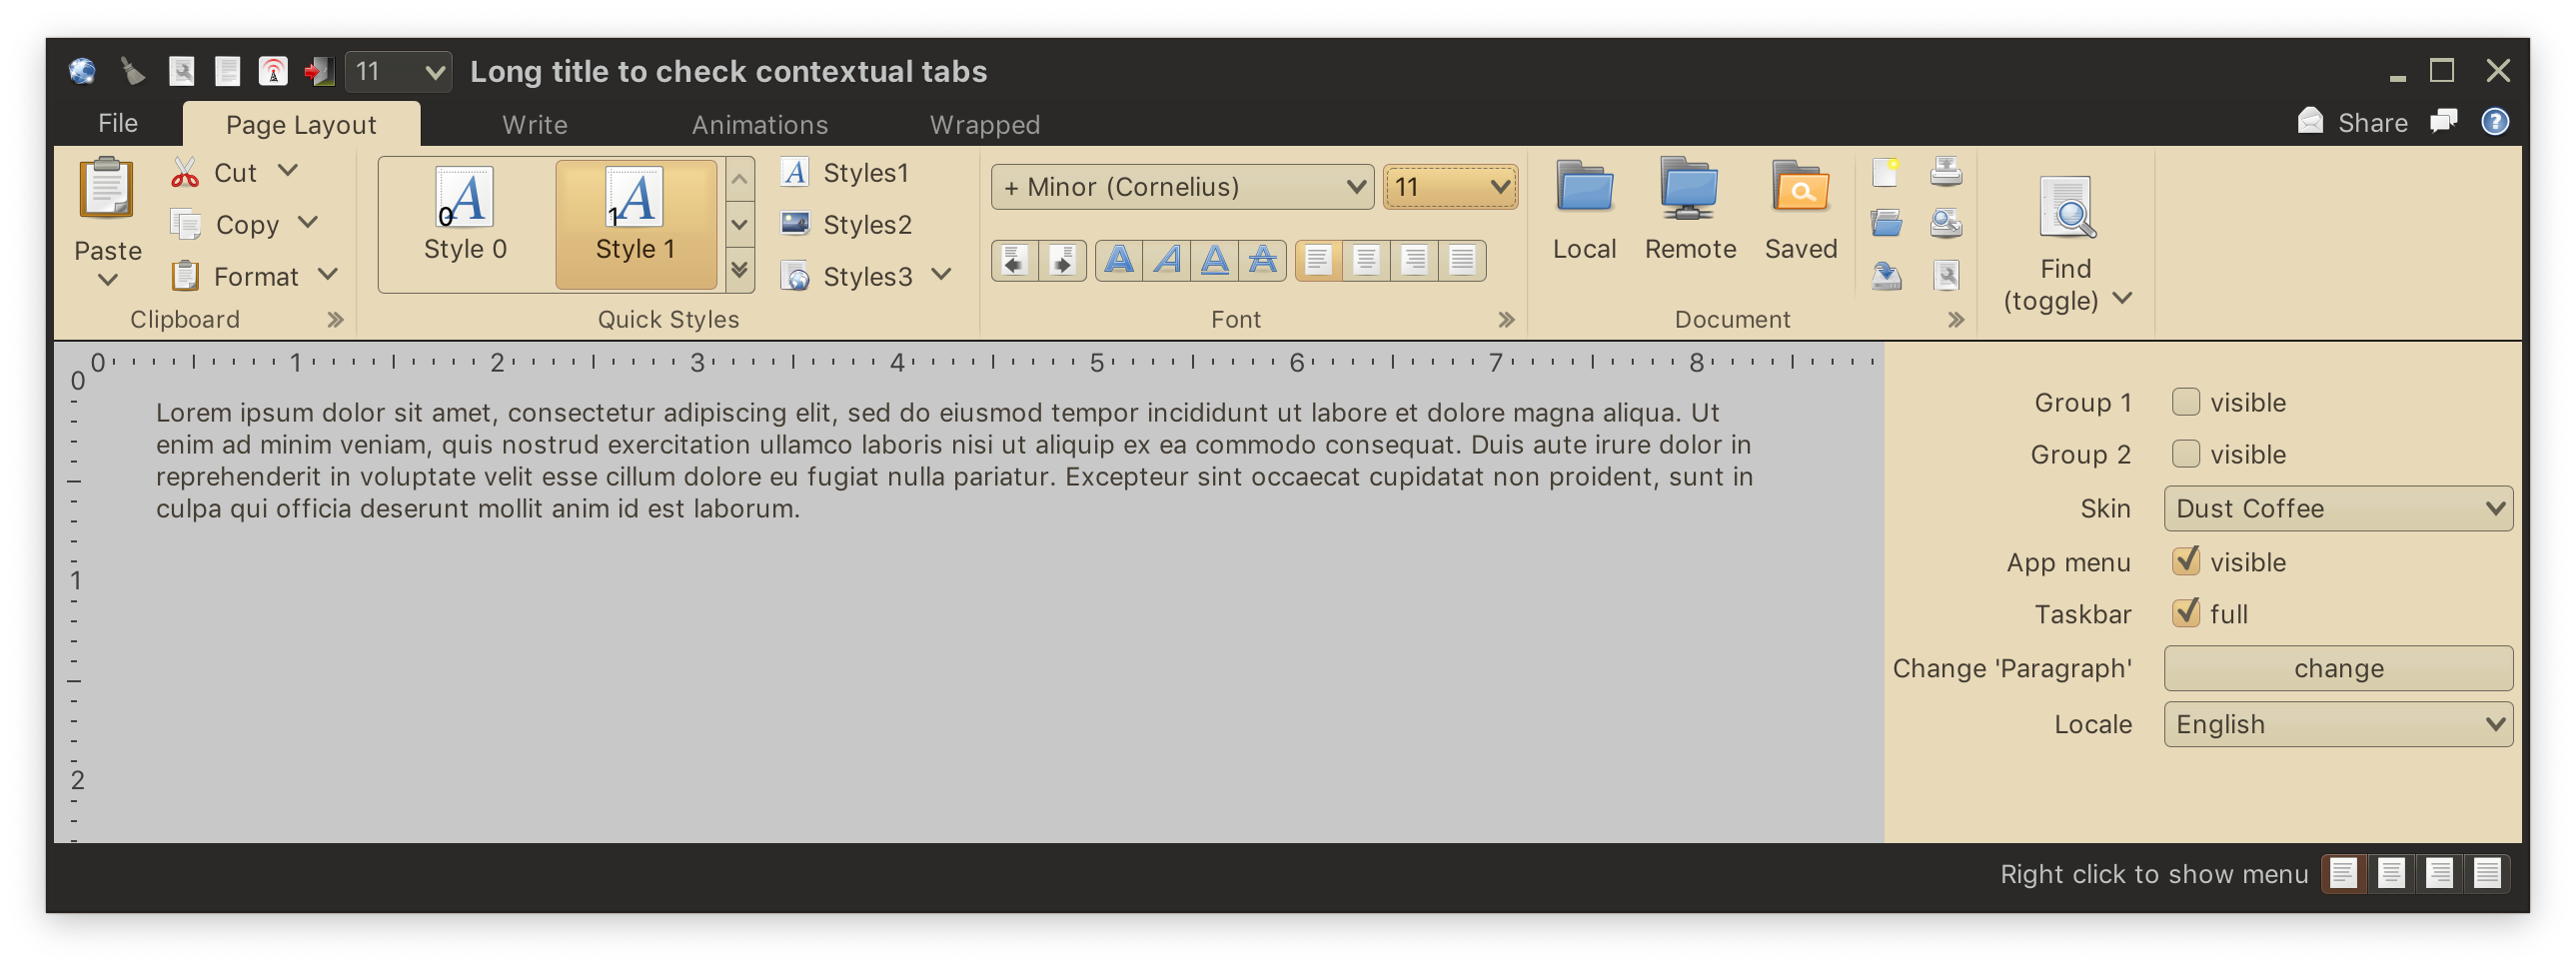 11 Long title to check contextual tabs
File Page Layout Write Animations Wrapped Share
Paste
Cut
Copy
Format
Clipboard
0 Style 0
1 Style 1
Styles1
Styles2
Styles3
Quick Styles
+ Minor (Cornelius) 11
A A A A
Font
Local Remote Saved
Document
Find
(toggle)
0 1 2 3 4 5 6 7 8
0
1
2
Lorem ipsum dolor sit amet, consectetur adipiscing elit, sed do eiusmod tempor incididunt ut labore et dolore magna aliqua. Ut
enim ad minim veniam, quis nostrud exercitation ullamco laboris nisi ut aliquip ex ea commodo consequat. Duis aute irure dolor in
reprehenderit in voluptate velit esse cillum dolore eu fugiat nulla pariatur. Excepteur sint occaecat cupidatat non proident, sunt in
culpa qui officia deserunt mollit anim id est laborum.
Group 1 visible
Group 2 visible
Skin Dust Coffee
App menu visible
Taskbar full
Change 'Paragraph' change
Locale English
Right click to show menu